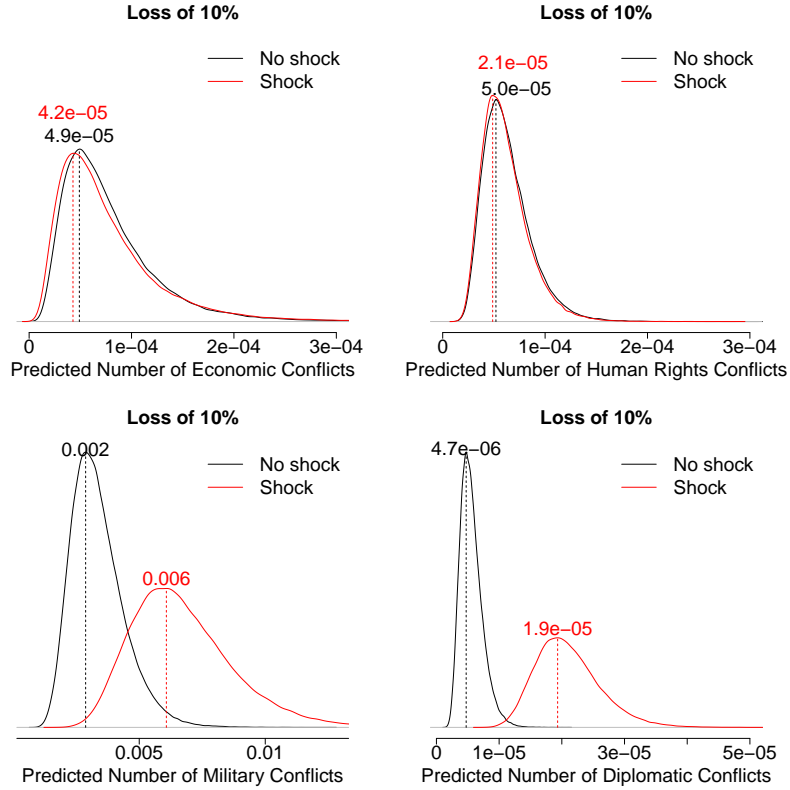 Loss of 10%
No shock
Shock
4.2e−05
4.9e−05
0 1e−04 2e−04 3e−04
Predicted Number of Economic Conflicts
Loss of 10%
No shock
Shock
2.1e−05
5.0e−05
0 1e−04 2e−04 3e−04
Predicted Number of Human Rights Conflicts
Loss of 10%
0.002
No shock
Shock
0.006
0.005 0.01
Predicted Number of Military Conflicts
Loss of 10%
4.7e−06
No shock
Shock
1.9e−05
0 1e−05 3e−05 5e−05
Predicted Number of Diplomatic Conflicts